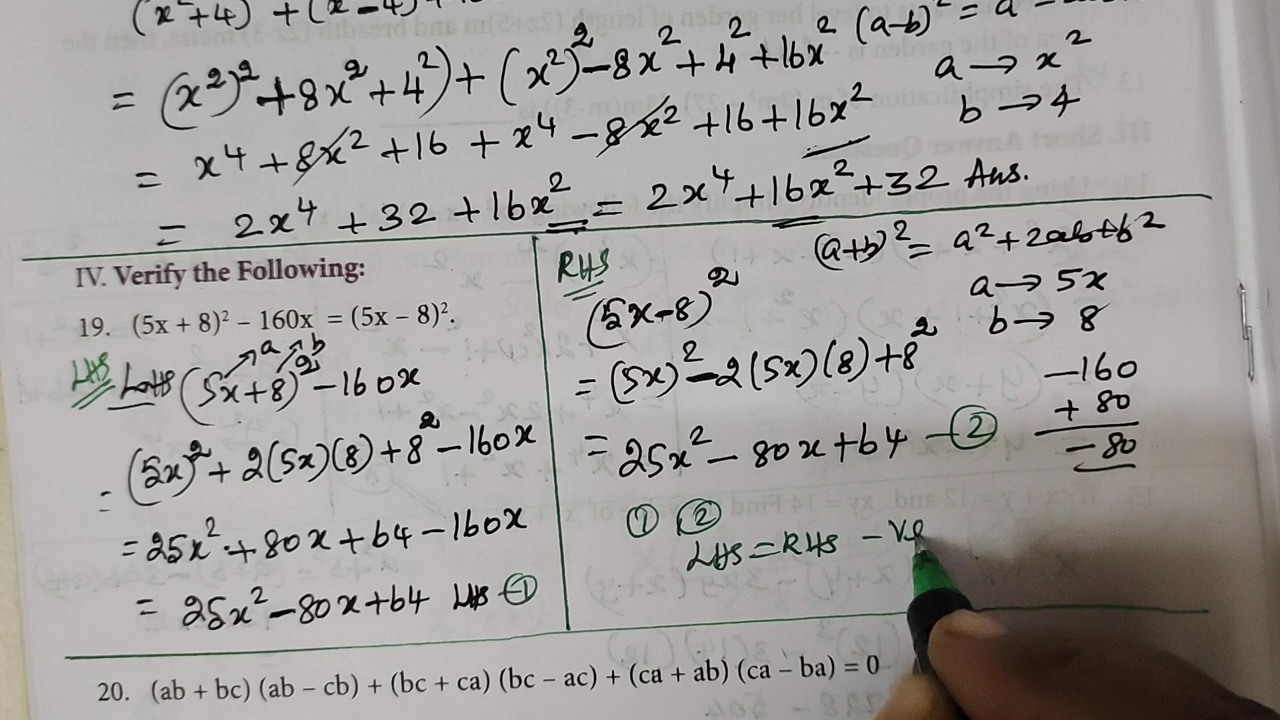 (x²+4) + (x-4)
= (x²)² + 8x² + 4²) + (x²)² - 8x² + 4² + 16x² (a-b)² = a
a → x²
b → 4
= x⁴ + 8x² + 16 + x⁴ - 8x² + 16 + 16x²
= 2x⁴ + 32 + 16x² = 2x⁴ + 16x² + 32 Ans.
IV. Verify the Following:
19. (5x + 8)² – 160x = (5x – 8)².
a b
LHS LHS (5x+8)² - 160x
= (5x)² + 2(5x)(8) + 8² - 160x
= 25x² + 80x + 64 - 160x
= 25x² - 80x + 64 LHS - ①
RHS
(5x-8)²
= (5x)² - 2(5x)(8) + 8²
= 25x² - 80x + 64 - ②
(a+b)² = a² + 2ab + b²
a → 5x
b → 8
-160
+ 80
-80
① ②
LHS = RHS - Ve
20. (ab + bc) (ab – cb) + (bc + ca) (bc – ac) + (ca + ab) (ca – ba) = 0